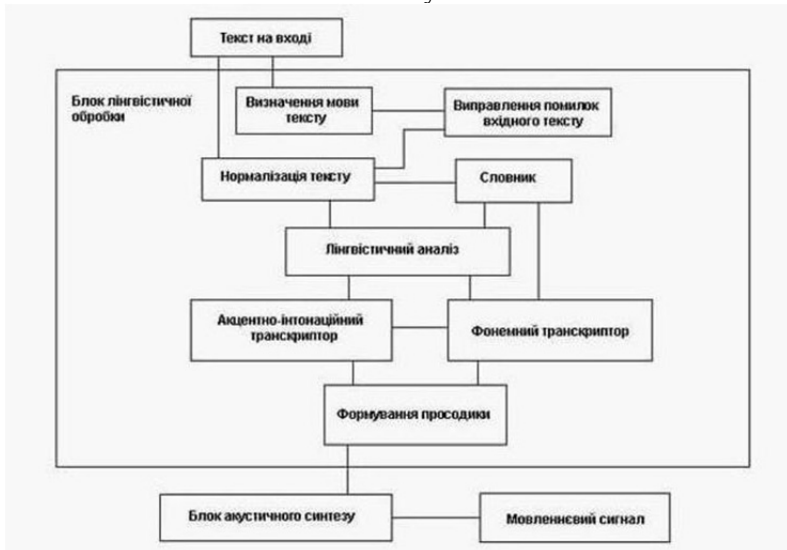 Текст на вході
Блок лінгвістичної
обробки
Визначення мови
тексту
Виправлення помилок
вхідного тексту
Нормалізація тексту
Словник
Лінгвістичний аналіз
Акцентно-інтонаційний
транскриптор
Фонемний транскриптор
Формування просодики
Блок акустичного синтезу
Мовленнєвий сигнал